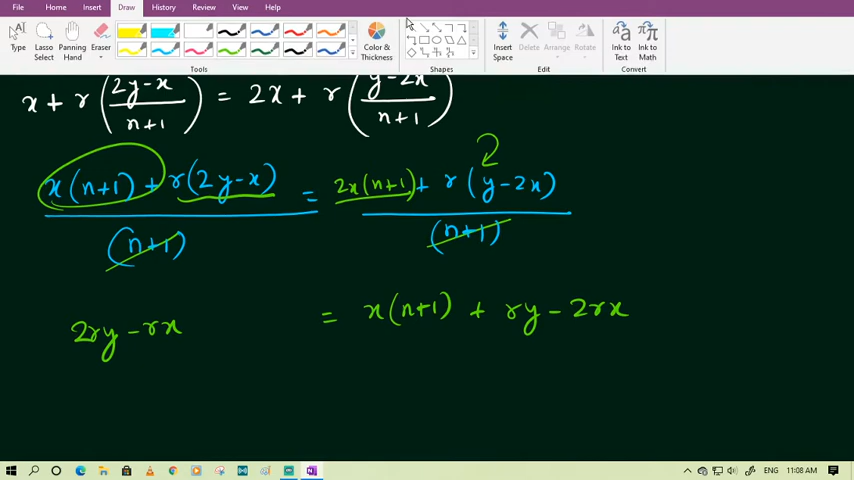 File Home Insert Draw History Review View Help
Type Lasso Select Panning Hand Eraser Color & Thickness Insert Space Delete Arrange Rotate Ink to Text Ink to Math
Tools Shapes Edit Convert
x + r ( 2y-x / n+1 ) = 2x + r ( y-2x / n+1 )
x(n+1) + r(2y-x) = 2x(n+1) + r (y-2x)
(n+1) (n+1)
2ry - rx = x(n+1) + ry - 2rx
ENG 11:08 AM